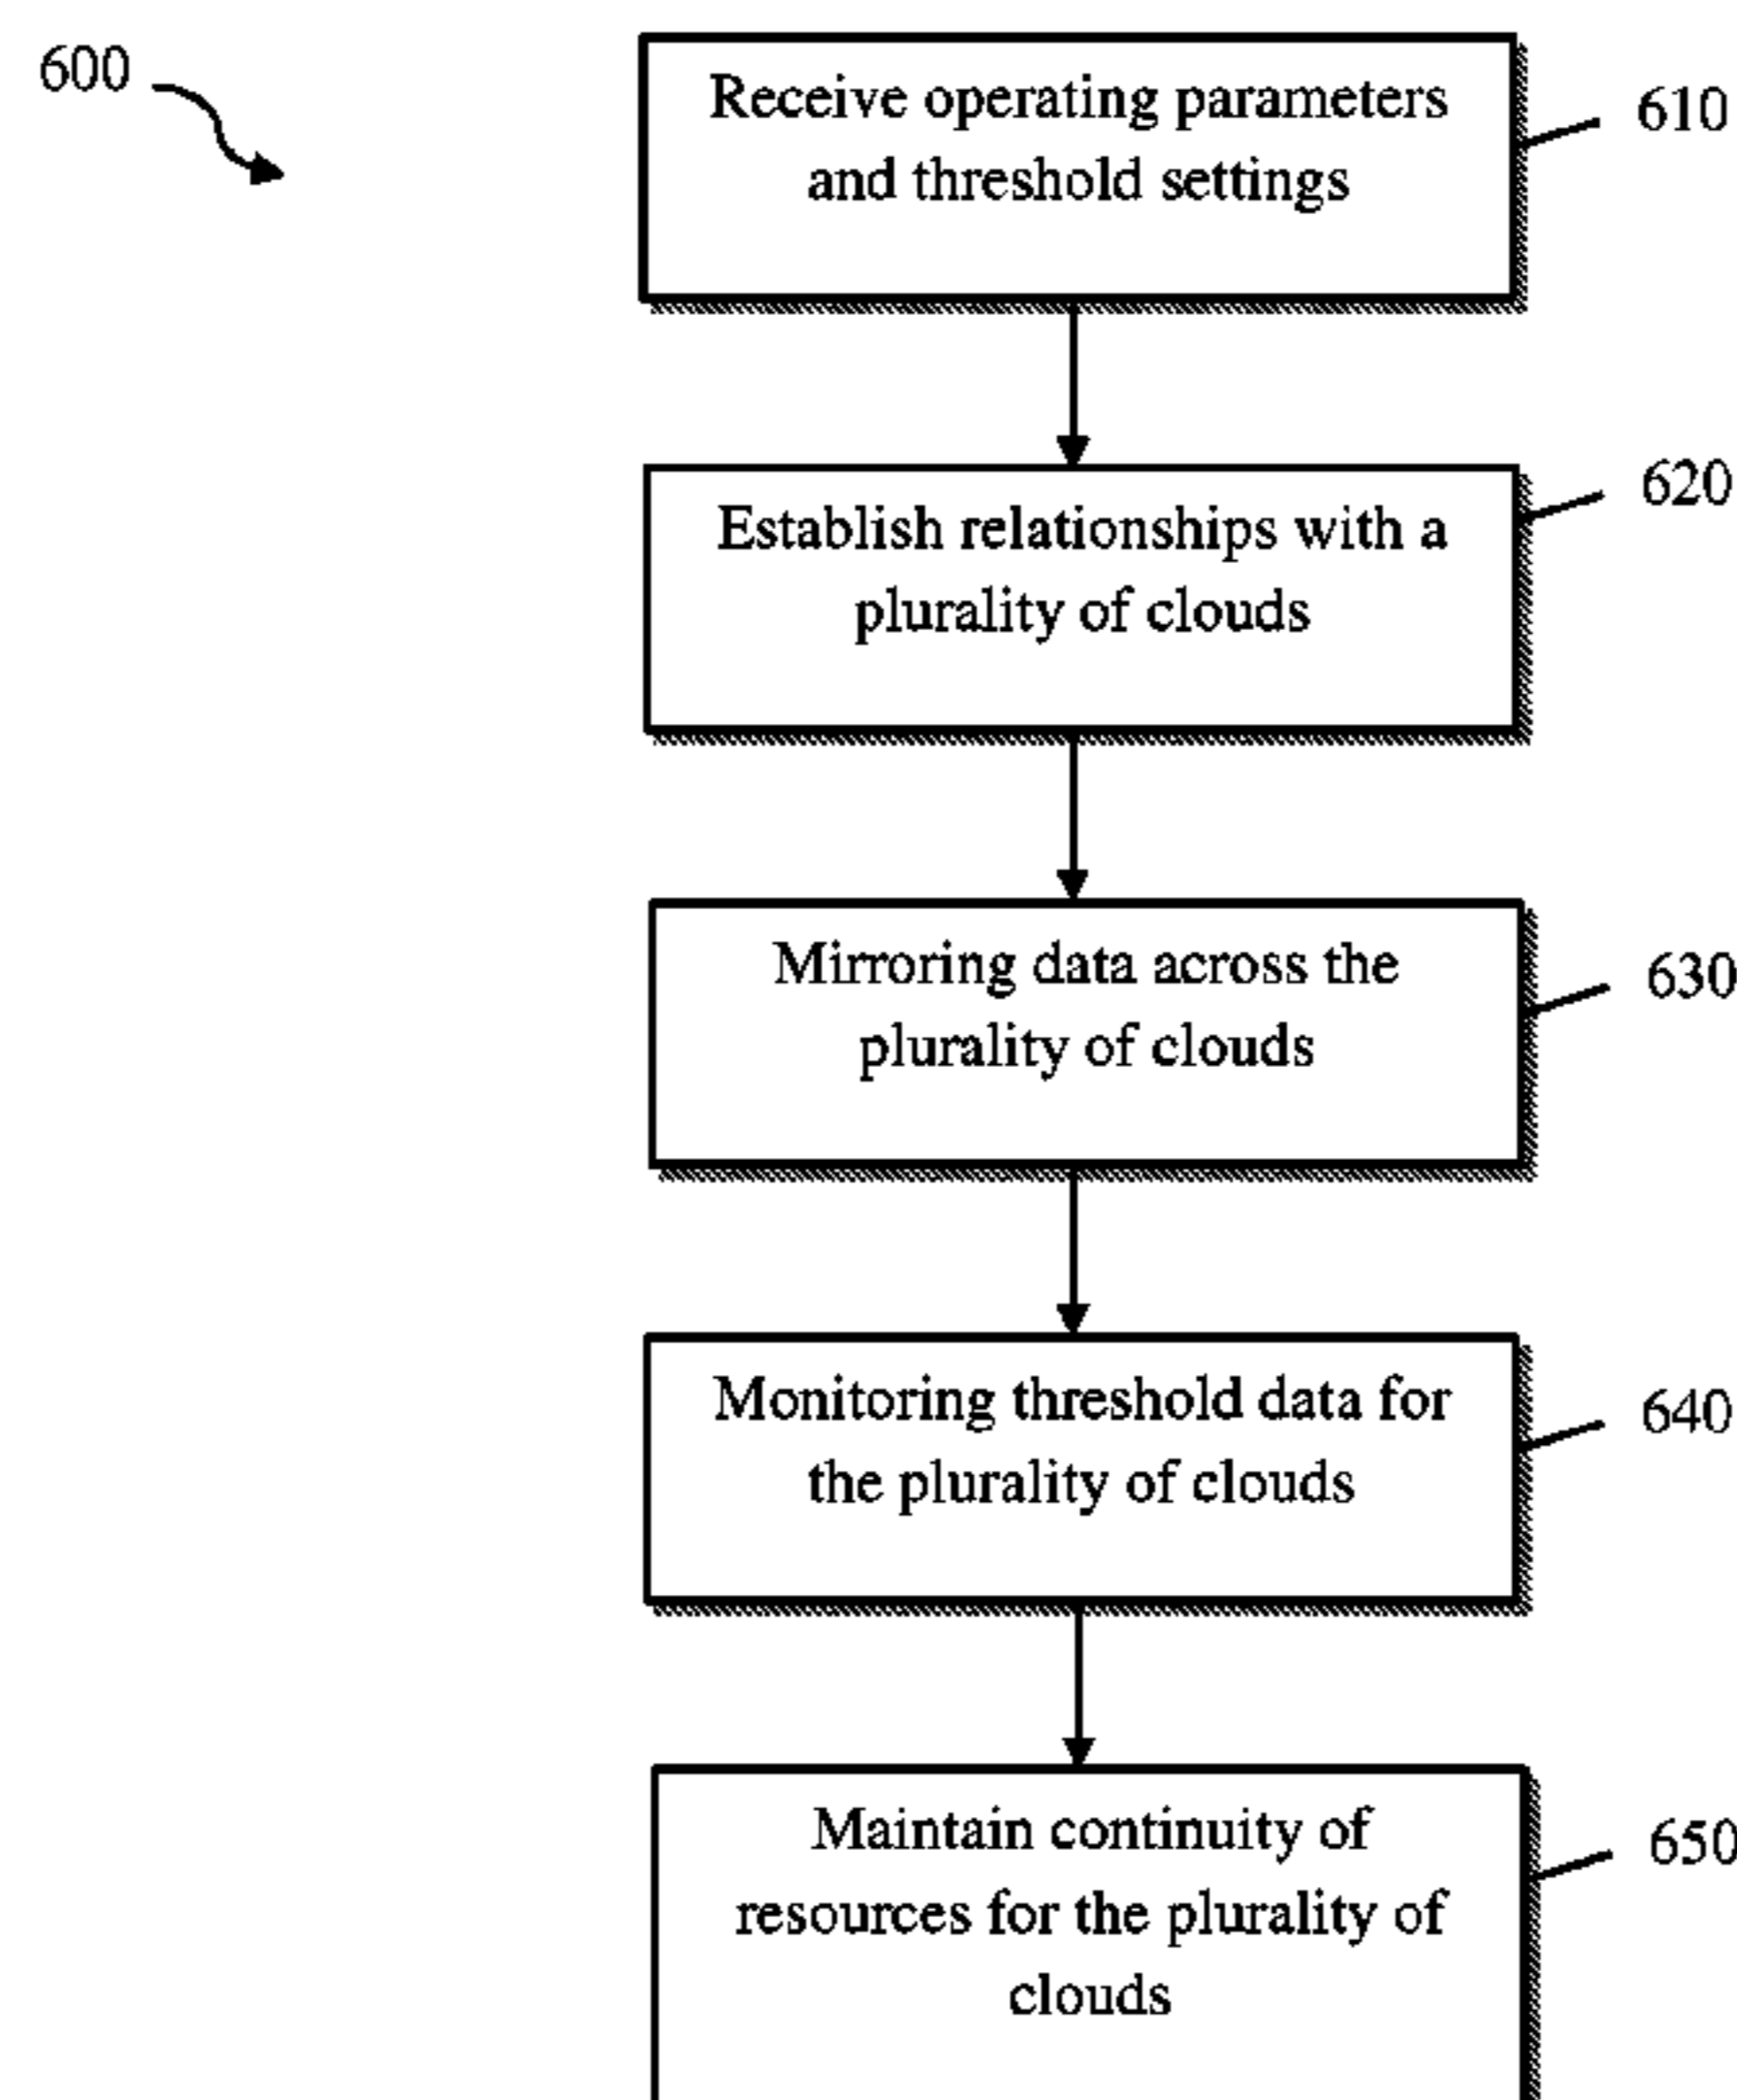 600
Receive operating parameters
and threshold settings
610
Establish relationships with a
plurality of clouds
620
Mirroring data across the
plurality of clouds
630
Monitoring threshold data for
the plurality of clouds
640
Maintain continuity of
resources for the plurality of
clouds
650